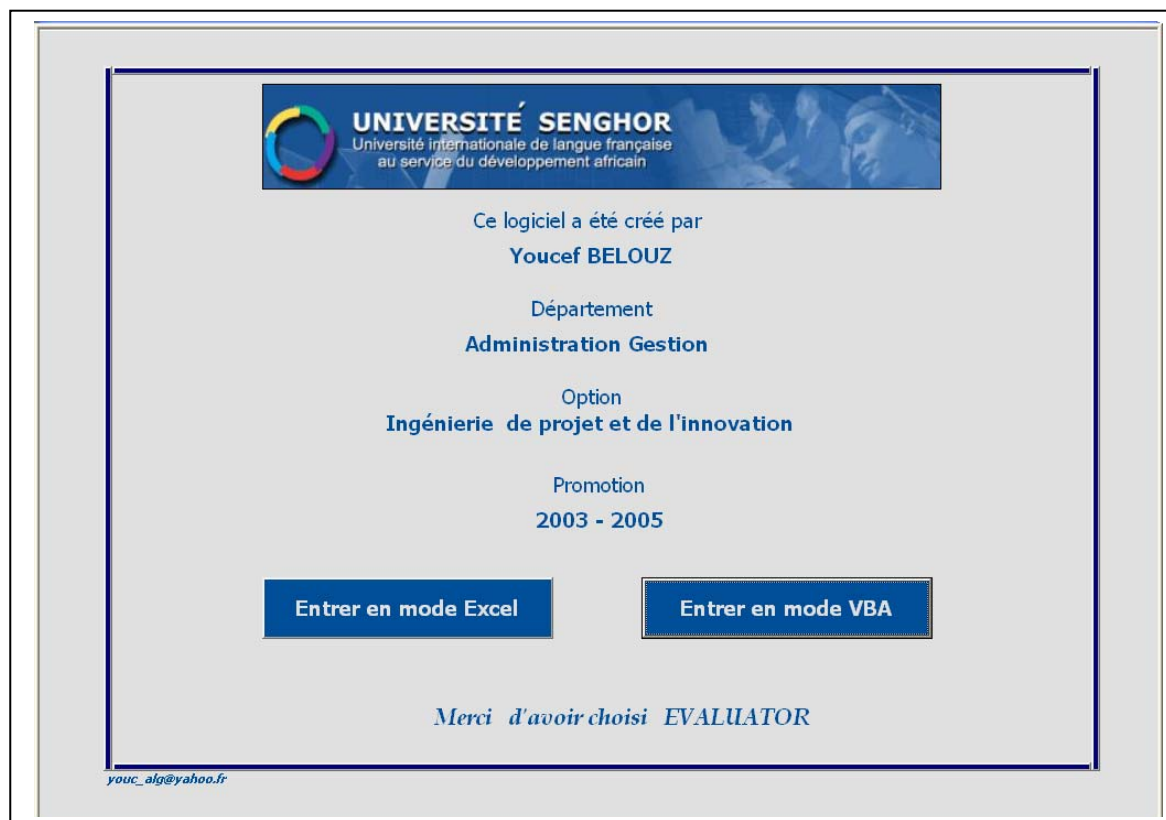 UNIVERSITÉ SENGHOR
Université internationale de langue française
au service du développement africain
Ce logiciel a été créé par
Youcef BELOUZ
Département
Administration Gestion
Option
Ingénierie de projet et de l'innovation
Promotion
2003 - 2005
Entrer en mode Excel
Entrer en mode VBA
Merci d'avoir choisi EVALUATOR
youc_alg@yahoo.fr